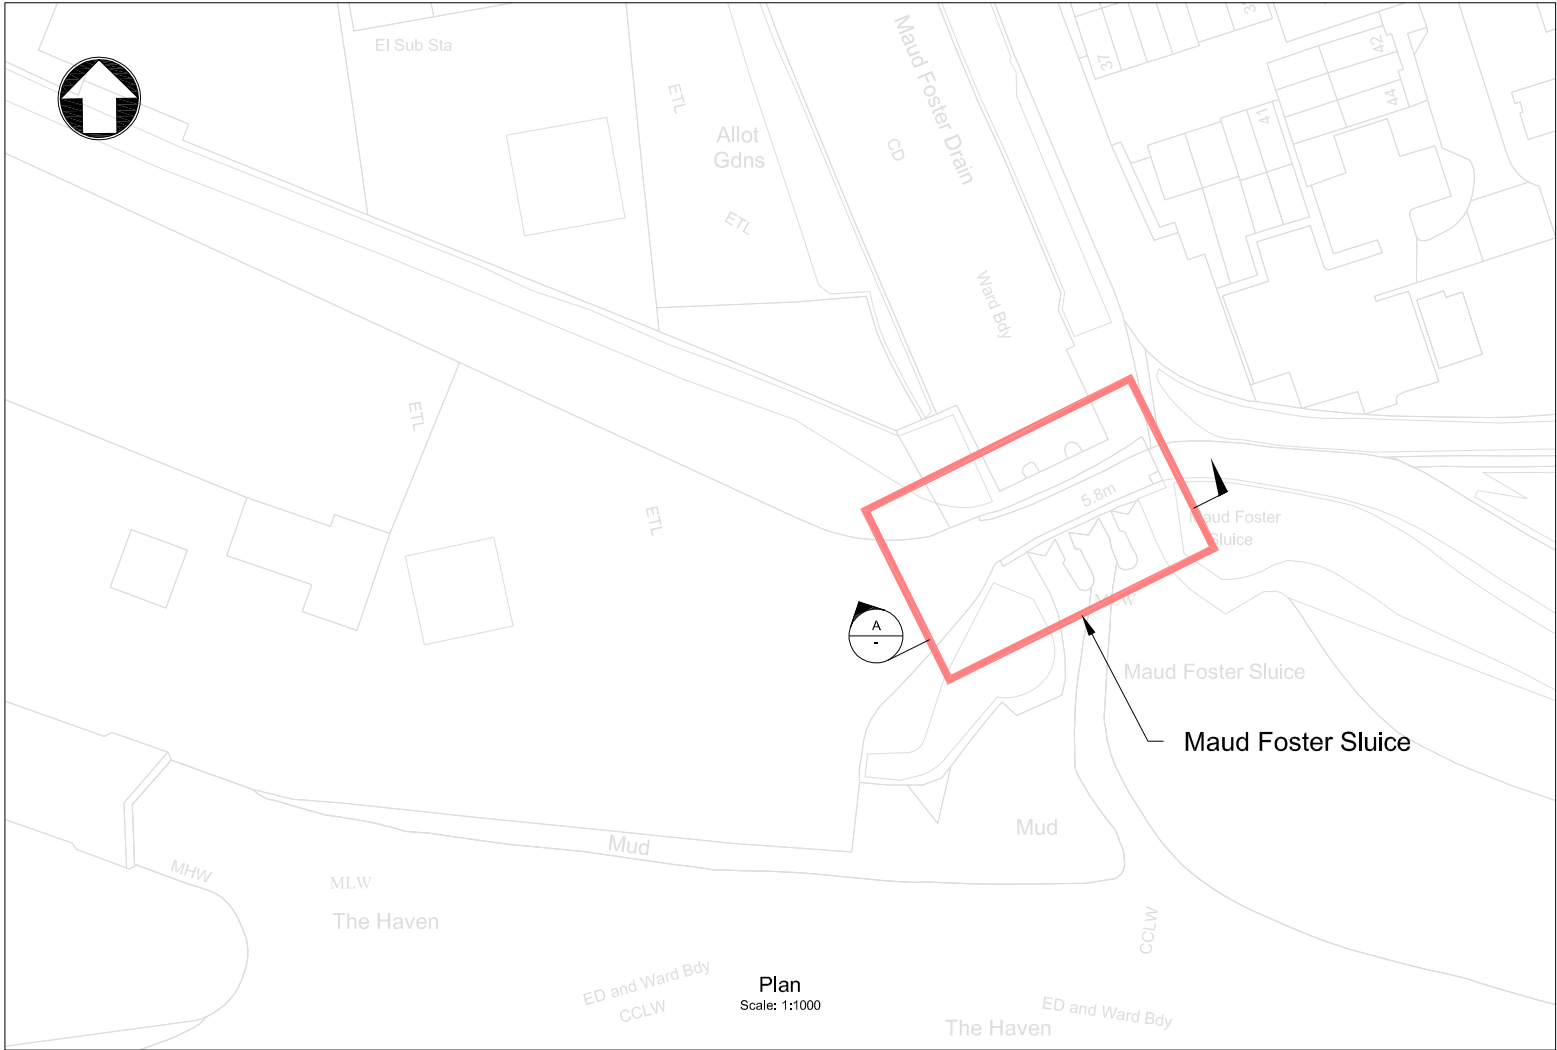 El Sub Sta
ETL
Allot
Gdns
ETL
CD
Maud Foster Drain
Ward Bdy
37
42
44
41
ETL
ETL
5.8m
Maud Foster
Sluice
A
-
MLW
Maud Foster Sluice
Maud Foster Sluice
Mud
Mud
MHW
MLW
The Haven
CCLW
ED and Ward Bdy
CCLW
Plan
Scale: 1:1000
ED and Ward Bdy
The Haven